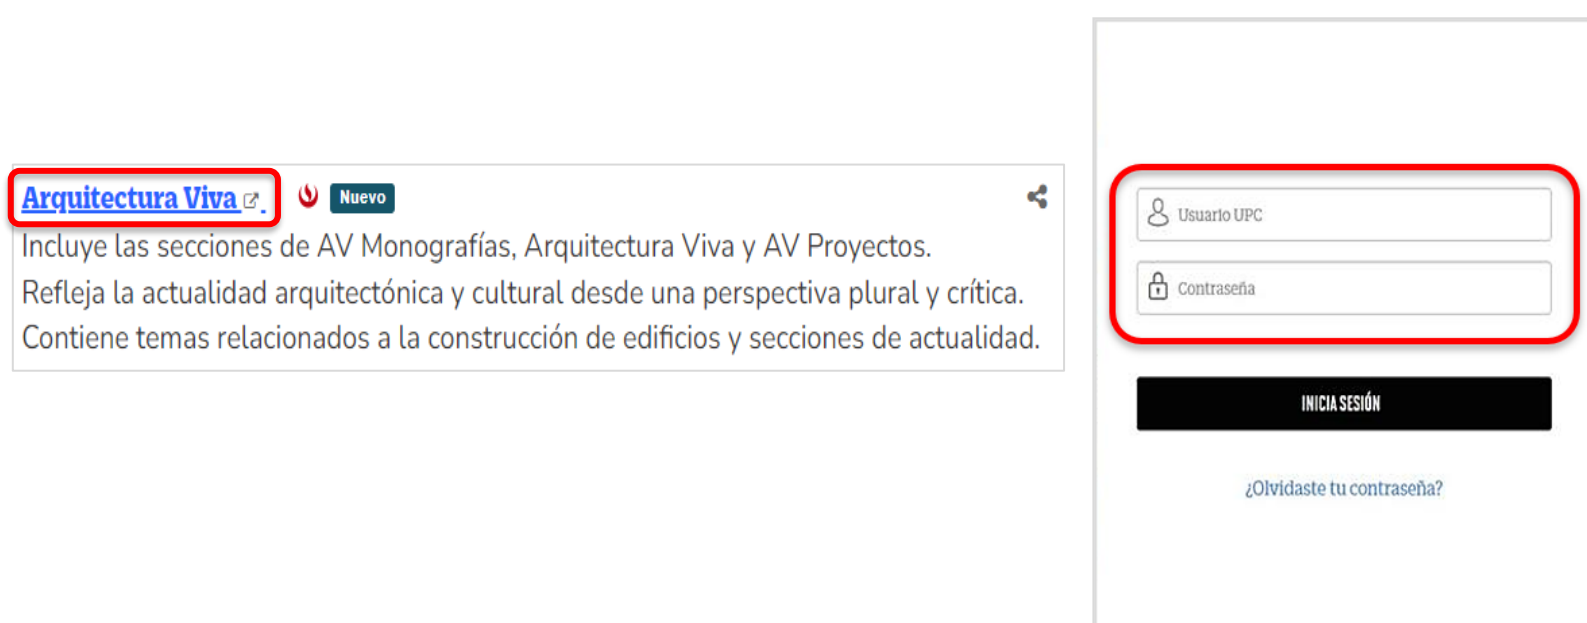 Arquitectura Viva Nuevo
Incluye las secciones de AV Monografías, Arquitectura Viva y AV Proyectos.
Refleja la actualidad arquitectónica y cultural desde una perspectiva plural y crítica.
Contiene temas relacionados a la construcción de edificios y secciones de actualidad.
Usuario UPC
Contraseña
INICIA SESIÓN
¿Olvidaste tu contraseña?